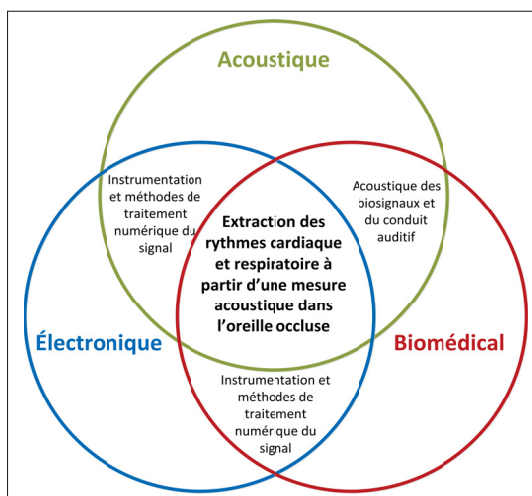 Acoustique
Instrumentation
et méthodes de
traitement
numérique du
signal
Acoustique des
biosignaux et
du conduit
auditif
Extraction des
rythmes cardiaque
et respiratoire à
partir d'une mesure
acoustique dans
l'oreille occluse
Électronique
Biomédical
Instrumentation et
méthodes de
traitement
numérique du
signal